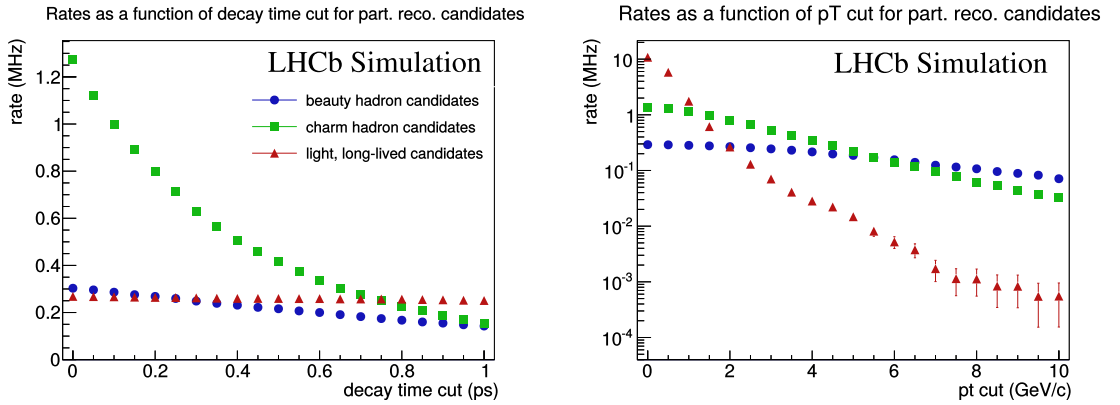 Rates as a function of decay time cut for part. reco. candidates
rate (MHz)
LHCb Simulation
beauty hadron candidates
charm hadron candidates
light, long-lived candidates
1.2
1
0.8
0.6
0.4
0.2
0
0 0.2 0.4 0.6 0.8 1
decay time cut (ps)
Rates as a function of pT cut for part. reco. candidates
rate (MHz)
LHCb Simulation
10
1
10⁻¹
10⁻²
10⁻³
10⁻⁴
0 2 4 6 8 10
pt cut (GeV/c)